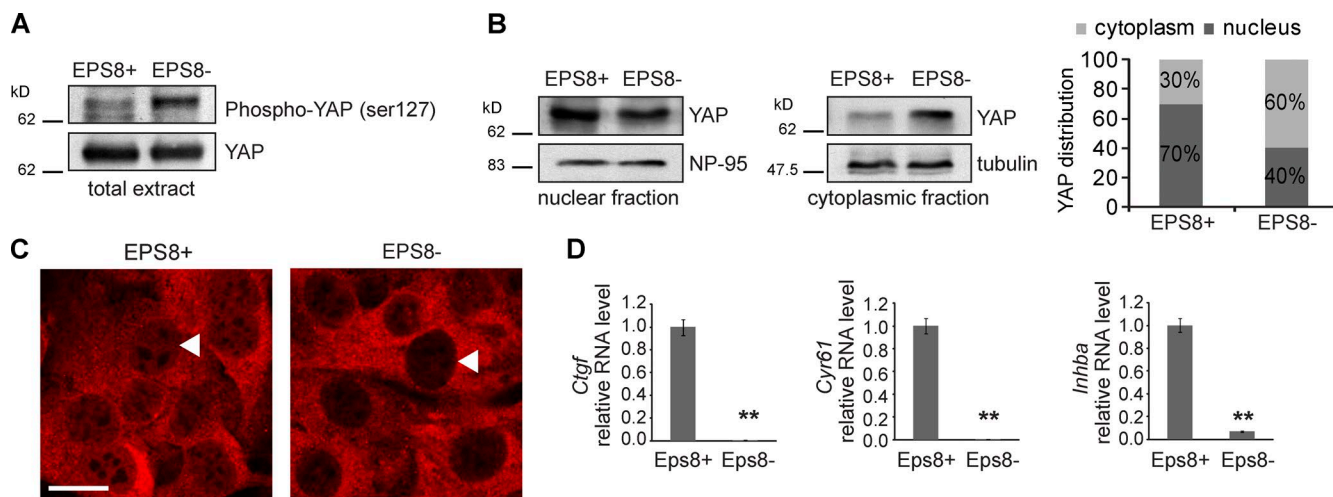 A
EPS8+ EPS8-
kD
62
Phospho-YAP (ser127)
62
YAP
total extract
B
EPS8+ EPS8-
kD
62
YAP
83
NP-95
nuclear fraction
EPS8+ EPS8-
kD
62
YAP
47.5
tubulin
cytoplasmic fraction
cytoplasm nucleus
YAP distribution
100
80
60
40
20
0
30%
70%
60%
40%
EPS8+ EPS8-
C
EPS8+ EPS8-
D
Ctgf
relative RNA level
1.2
1.0
0.8
0.6
0.4
0.2
0.0
**
Eps8+ Eps8-
Cyr61
relative RNA level
1.2
1.0
0.8
0.6
0.4
0.2
0.0
**
Eps8+ Eps8-
Inhba
relative RNA level
1.2
1.0
0.8
0.6
0.4
0.2
0.0
**
Eps8+ Eps8-